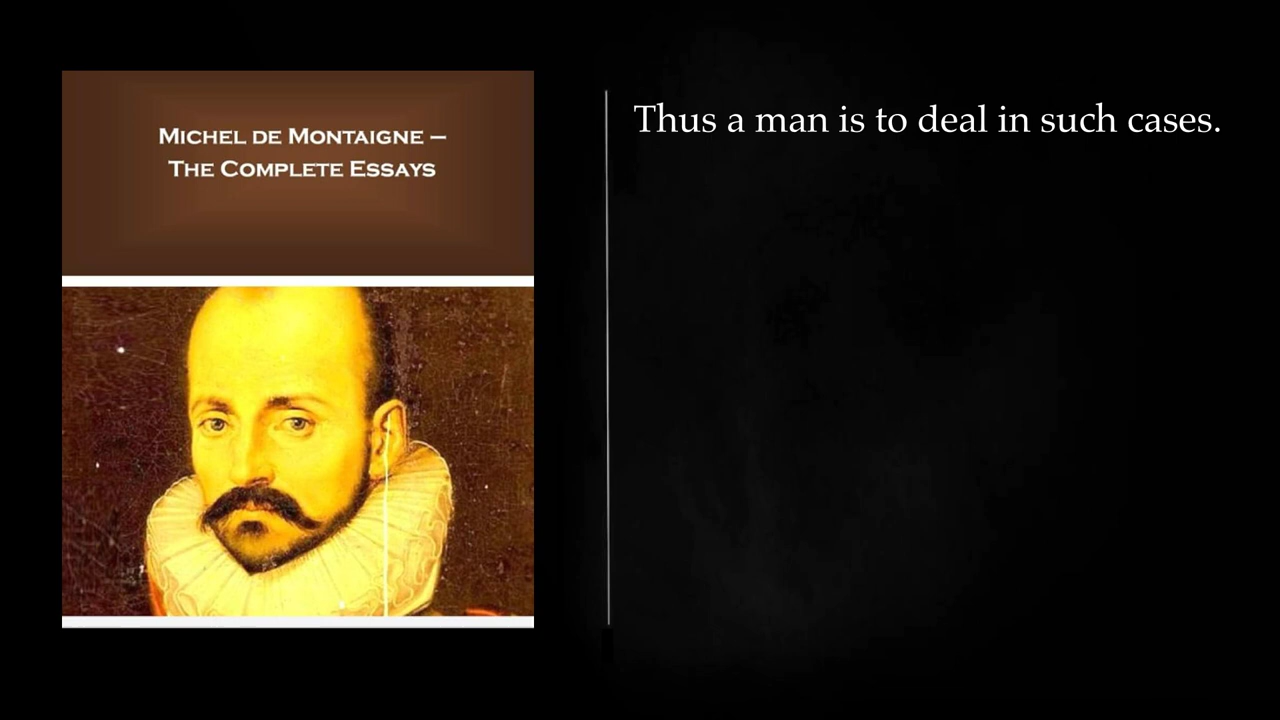 MICHEL DE MONTAIGNE –
THE COMPLETE ESSAYS
Thus a man is to deal in such cases.